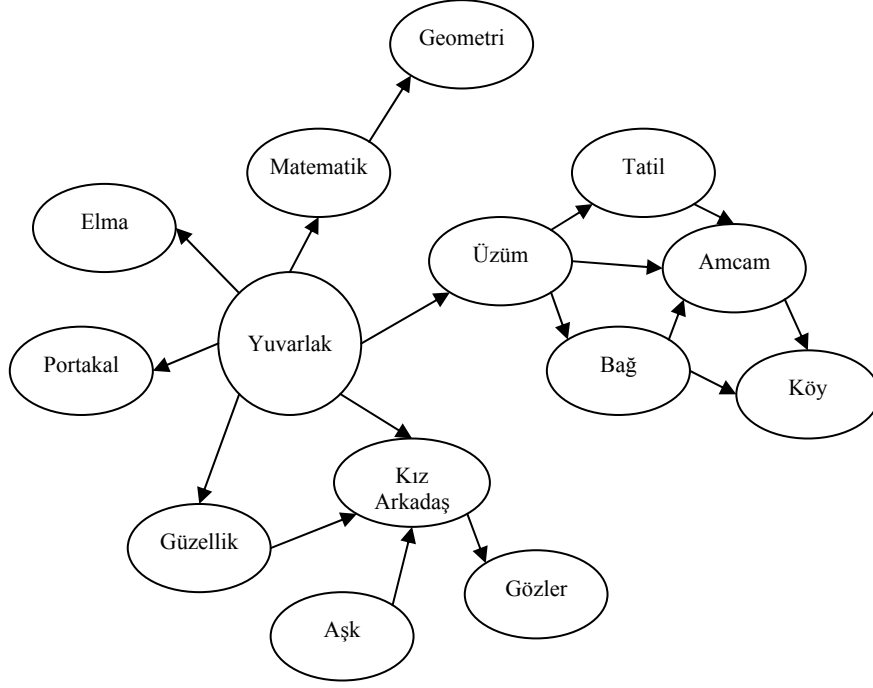 Geometri
Matematik
Tatil
Elma
Üzüm
Amcam
Yuvarlak
Portakal
Bağ
Köy
Kız
Arkadaş
Güzellik
Gözler
Aşk